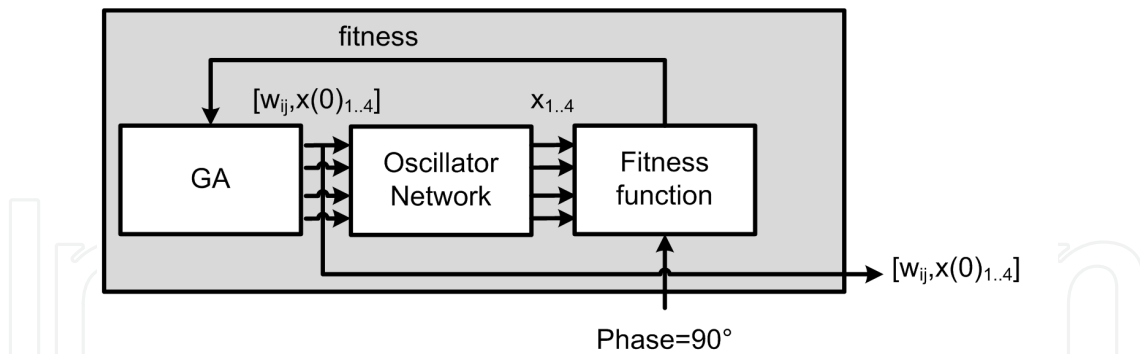 fitness
[wij,x(0)1..4]
x1..4
GA
Oscillator
Network
Fitness
function
[wij,x(0)1..4]
Phase=90°